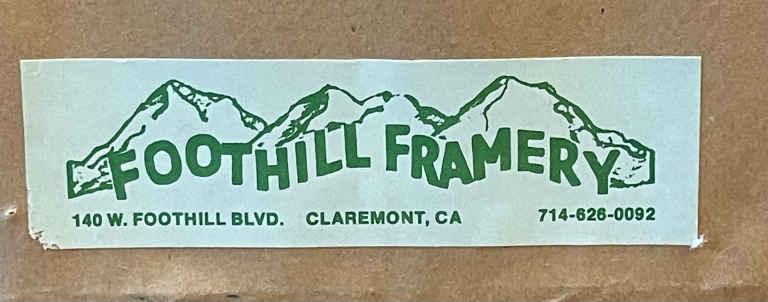 FOOTHILL FRAMERY
140 W. FOOTHILL BLVD. CLAREMONT, CA 714-626-0092